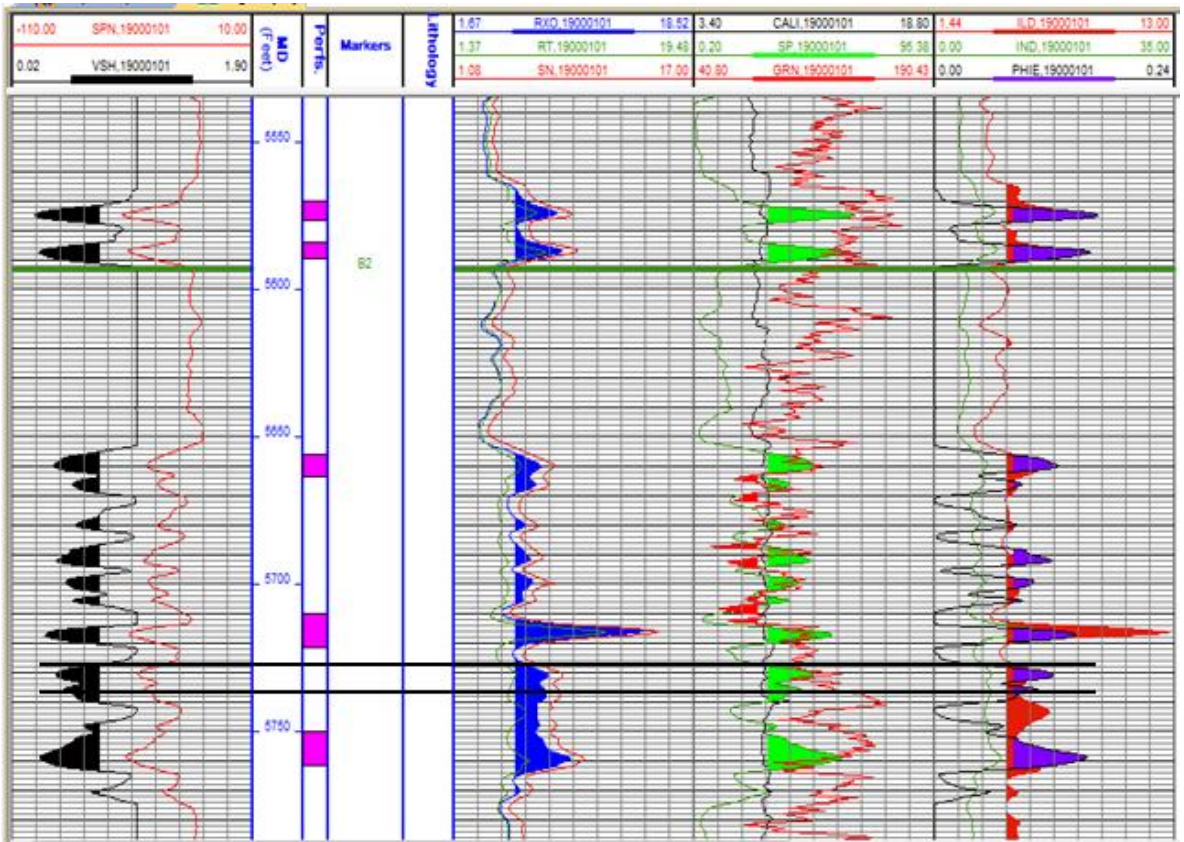 -110.00 SPN,19000101 10.00
0.02 VSH,19000101 1.90
MD
(Feet)
Perfs.
Markers
Lithology
1.67 RXO,19000101 18.52
1.37 RT,19000101 19.48
1.08 SN,19000101 17.00
3.40 CALI,19000101 18.80
0.20 SP,19000101 95.38
40.80 GRN,19000101 190.43
1.44 ILD,19000101 13.00
0.00 IND,19000101 35.00
0.00 PHIE,19000101 0.24
5550
B2
5600
5650
5700
5750